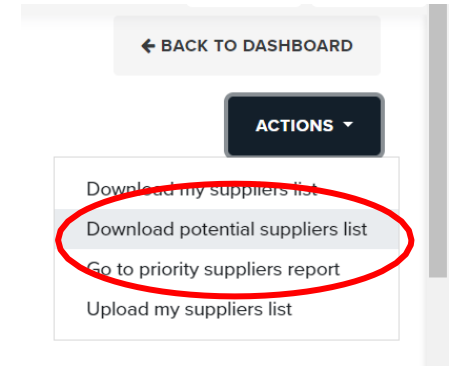 ← BACK TO DASHBOARD
ACTIONS
Download my suppliers list
Download potential suppliers list
Go to priority suppliers report
Upload my suppliers list